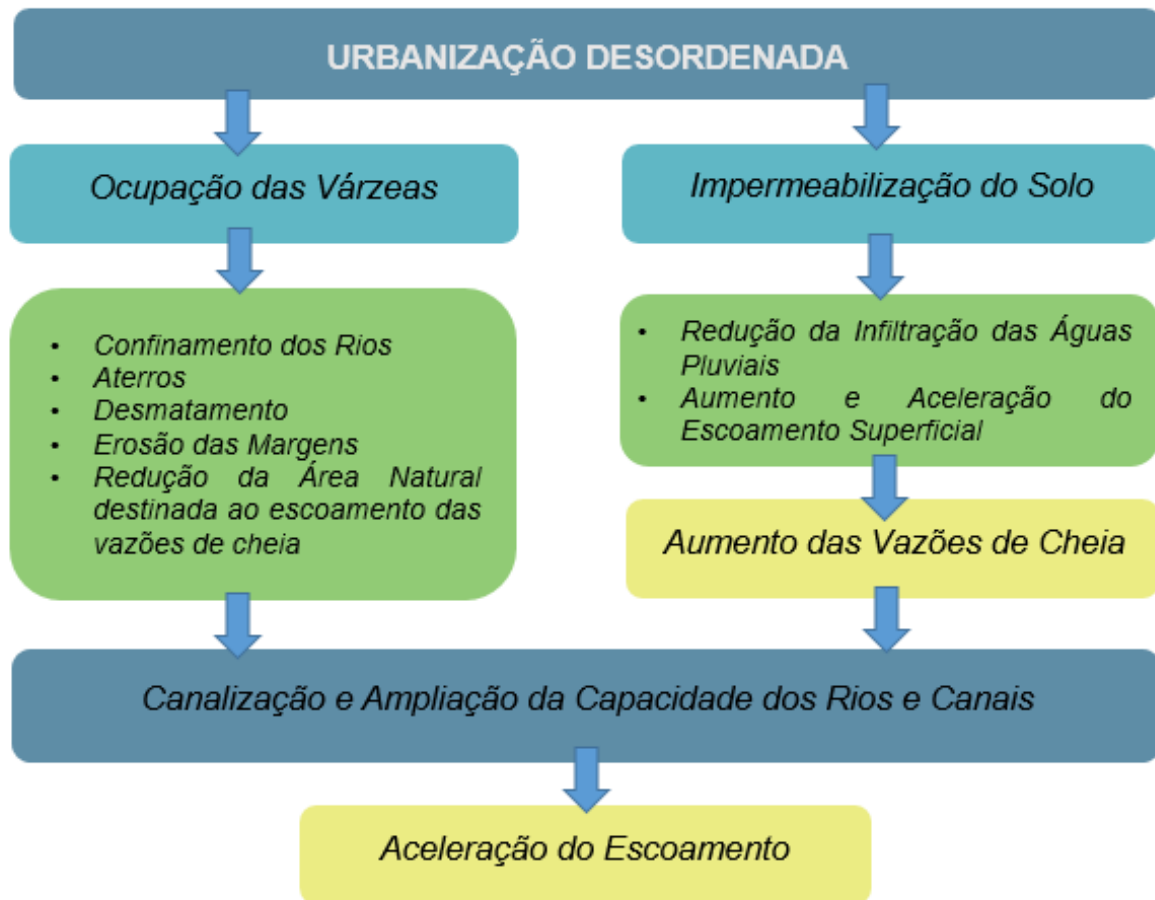 URBANIZAÇÃO DESORDENADA
Ocupação das Várzeas
Impermeabilização do Solo
• Confinamento dos Rios
• Aterros
• Desmatamento
• Erosão das Margens
• Redução da Área Natural
destinada ao escoamento das
vazões de cheia
• Redução da Infiltração das Águas
Pluviais
• Aumento e Aceleração do
Escoamento Superficial
Aumento das Vazões de Cheia
Canalização e Ampliação da Capacidade dos Rios e Canais
Aceleração do Escoamento